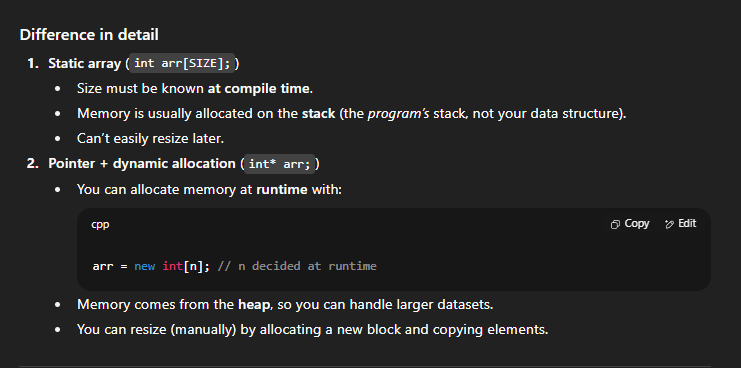 Difference in detail
1. Static array (int arr[SIZE];)
• Size must be known at compile time.
• Memory is usually allocated on the stack (the program's stack, not your data structure).
• Can't easily resize later.
2. Pointer + dynamic allocation (int* arr;)
• You can allocate memory at runtime with:
cpp Copy Edit
arr = new int[n]; // n decided at runtime
• Memory comes from the heap, so you can handle larger datasets.
• You can resize (manually) by allocating a new block and copying elements.